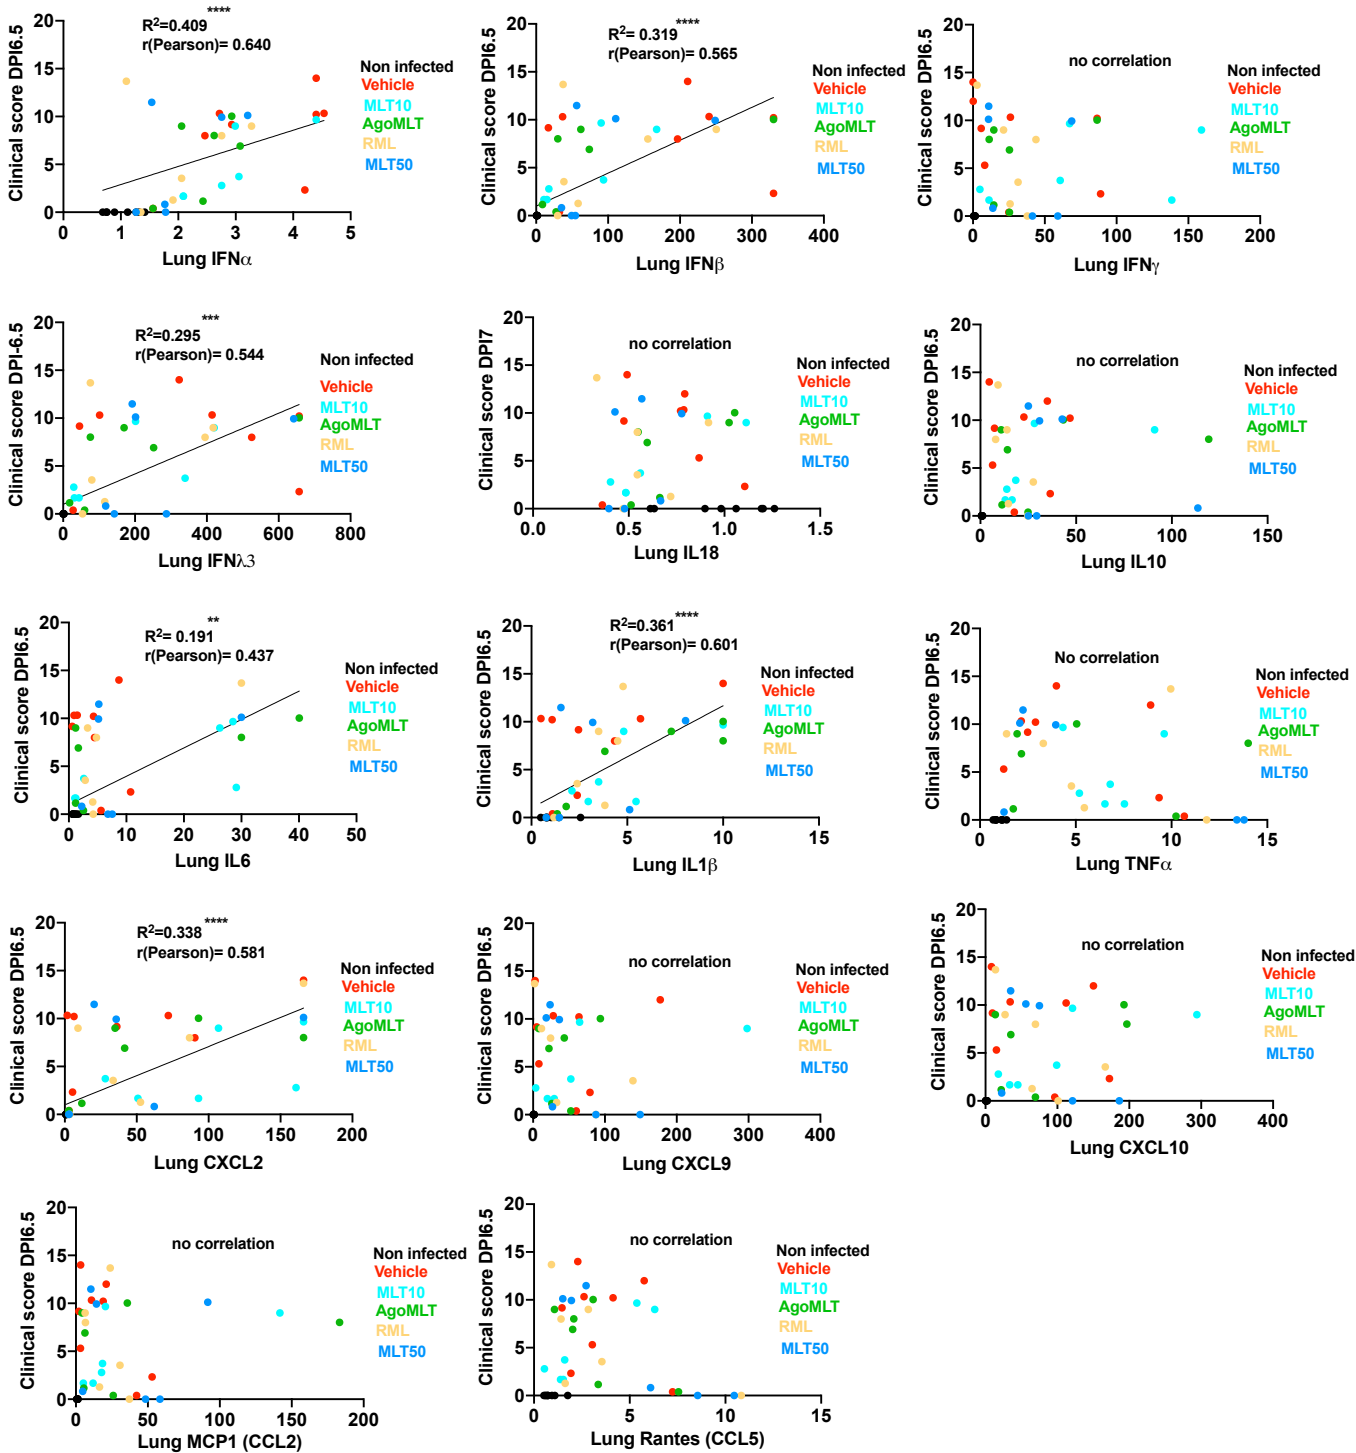 ****
R²=0.409
r(Pearson)= 0.640
Clinical score DPI6.5
20
15
10
5
0
0 1 2 3 4 5
Lung IFNα
Non infected
Vehicle
MLT10
AgoMLT
RML
MLT50
****
R²= 0.319
r(Pearson)= 0.565
Clinical score DPI6.5
20
15
10
5
0
0 100 200 300 400
Lung IFNβ
Non infected
Vehicle
MLT10
AgoMLT
RML
MLT50
no correlation
Clinical score DPI6.5
20
15
10
5
0
0 50 100 150 200
Lung IFNγ
Non infected
Vehicle
MLT10
AgoMLT
RML
MLT50
***
R²=0.295
r(Pearson)= 0.544
Clinical score DPI-6.5
20
15
10
5
0
0 200 400 600 800
Lung IFNλ3
Non infected
Vehicle
MLT10
AgoMLT
RML
MLT50
no correlation
Clinical score DPI7
20
15
10
5
0
0.0 0.5 1.0 1.5
Lung IL18
Non infected
Vehicle
MLT10
AgoMLT
RML
MLT50
no correlation
Clinical score DPI6.5
20
15
10
5
0
0 50 100 150
Lung IL10
Non infected
Vehicle
MLT10
AgoMLT
RML
MLT50
**
R²= 0.191
r(Pearson)= 0.437
Clinical score DPI6.5
20
15
10
5
0
0 10 20 30 40 50
Lung IL6
Non infected
Vehicle
MLT10
AgoMLT
RML
MLT50
****
R²=0.361
r(Pearson)= 0.601
Clinical score DPI6.5
20
15
10
5
0
0 5 10 15
Lung IL1β
Non infected
Vehicle
MLT10
AgoMLT
RML
MLT50
No correlation
Clinical score DPI6.5
20
15
10
5
0
0 5 10 15
Lung TNFα
Non infected
Vehicle
MLT10
AgoMLT
RML
MLT50
****
R²=0.338
r(Pearson)= 0.581
Clinical score DPI6.5
20
15
10
5
0
0 50 100 150 200
Lung CXCL2
Non infected
Vehicle
MLT10
AgoMLT
RML
MLT50
no correlation
Clinical score DPI6.5
20
15
10
5
0
0 100 200 300 400
Lung CXCL9
Non infected
Vehicle
MLT10
AgoMLT
RML
MLT50
no correlation
Clinical score DPI6.5
20
15
10
5
0
0 100 200 300 400
Lung CXCL10
Non infected
Vehicle
MLT10
AgoMLT
RML
MLT50
no correlation
Clinical score DPI6.5
20
15
10
5
0
0 50 100 150 200
Lung MCP1 (CCL2)
Non infected
Vehicle
MLT10
AgoMLT
RML
MLT50
no correlation
Clinical score DPI6.5
20
15
10
5
0
0 5 10 15
Lung Rantes (CCL5)
Non infected
Vehicle
MLT10
AgoMLT
RML
MLT50